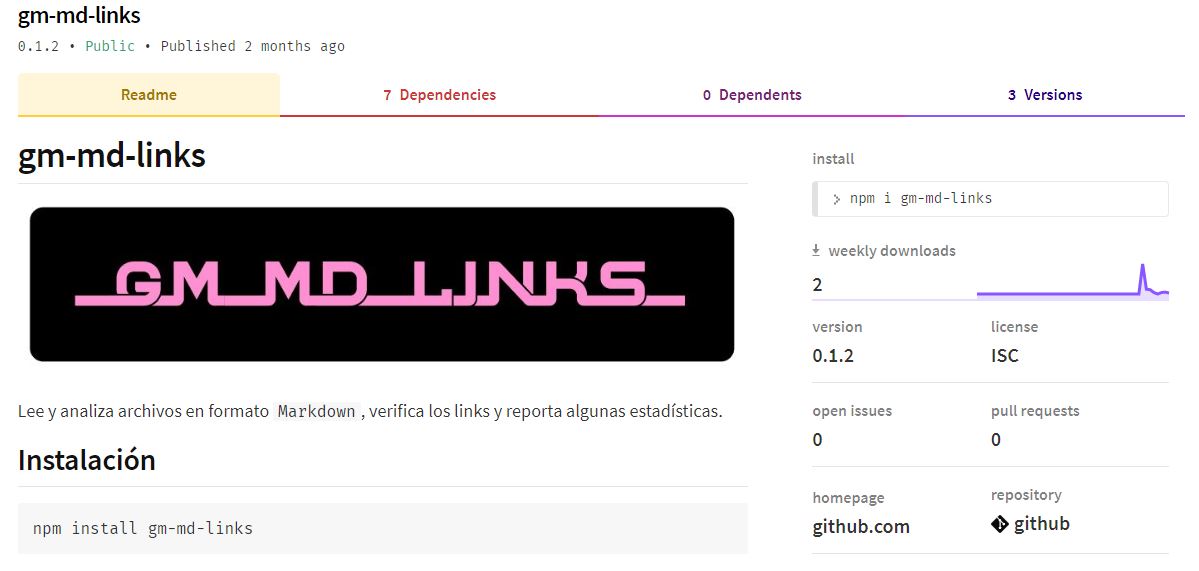 gm-md-links
0.1.2 • Public • Published 2 months ago
Readme
7 Dependencies
0 Dependents
3 Versions
gm-md-links
GM_MD_LINKS
Lee y analiza archivos en formato Markdown, verifica los links y reporta algunas estadísticas.
Instalación
npm install gm-md-links
install
> npm i gm-md-links
weekly downloads
2
version
license
0.1.2
ISC
open issues
pull requests
0
0
homepage
repository
github.com
github